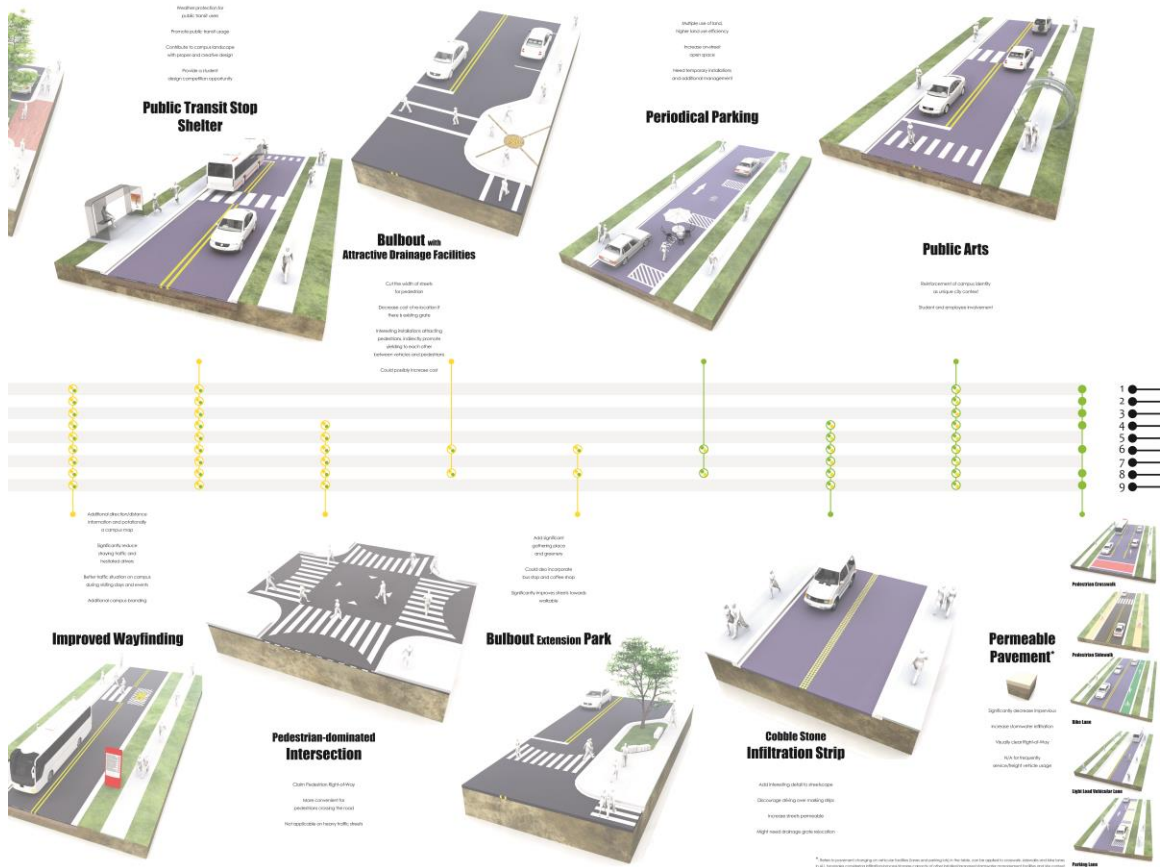 Weather protection for
public transit users
Promote public transit usage
Contribute to campus landscape
with proper and creative design
Provide a student
design competition opportunity
Public Transit Stop
Shelter
Bulbout with
Attractive Drainage Facilities
Cut the width of streets
for pedestrian
Decrease cost if the location if
there is existing grate
Interesting installations attracting
pedestrians, indirectly promote
yielding to each other
between vehicles and pedestrians
Could possibly increase cost
Multiple use of land,
higher land use efficiency
Increase on-street
open space
Need temporary installations
and additional management
Periodical Parking
Public Arts
Reinforcement of campus identity
as unique city context
Student and employee involvement
1
2
3
4
5
6
7
8
9
Additional direction/distance
information and potentially
a campus map
Significantly reduce
straying traffic and
hesitated drivers
Better traffic situation on campus
during visiting days and events
Additional campus branding
Improved Wayfinding
Pedestrian-dominated
Intersection
Claim Pedestrian Right-of-Way
More convenient for
pedestrians crossing the road
Not applicable on heavy traffic streets
Add significant
gathering place
and greenery
Could also incorporate
bus stop and coffee shop
Significantly improved streets towards
walkable
Bulbout Extension Park
Cobble Stone
Infiltration Strip
Add interesting detail to streetscape
Discourage driving over marking strips
Increase streets permeable
Might need drainage grate relocation
Permeable
Pavement*
Significantly decrease impervious
Increase stormwater infiltration
Visually clear Right-of-Way
N/A for frequently
service/freight vehicle usage
Pedestrian Crosswalk
Pedestrian Sidewalk
Bike Lane
Light Load Vehicular Lane
Parking Lane